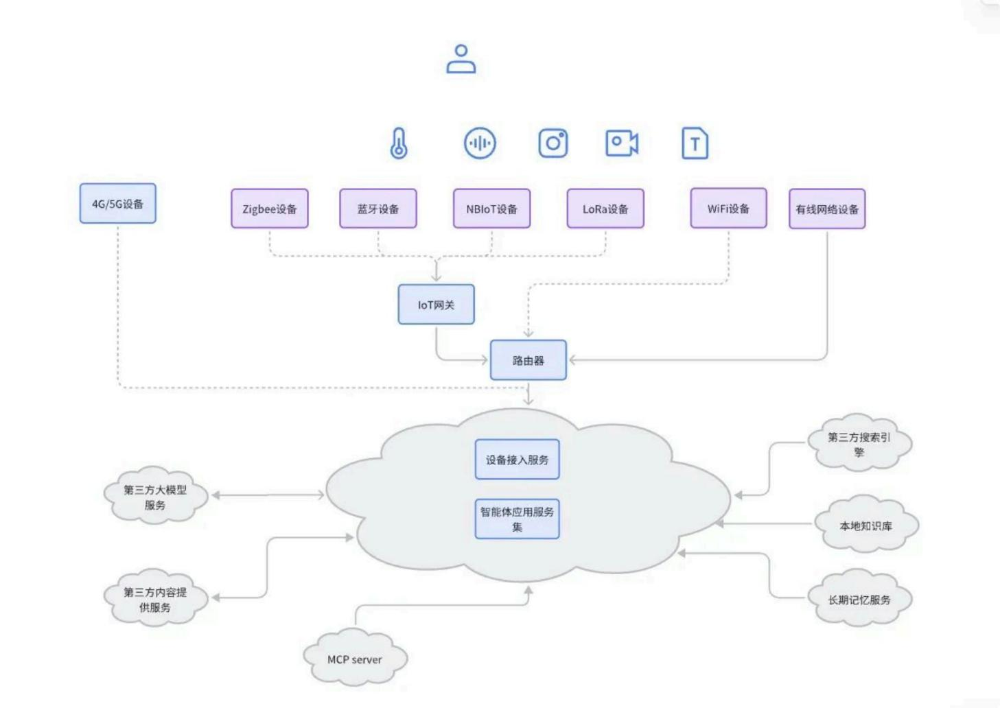 T
4G/5G设备
Zigbee设备
蓝牙设备
NBIoT设备
LoRa设备
WiFi设备
有线网络设备
IoT网关
路由器
设备接入服务
智能体应用服务
集
第三方搜索引
擎
第三方大模型
服务
本地知识库
第三方内容提
供服务
长期记忆服务
MCP server